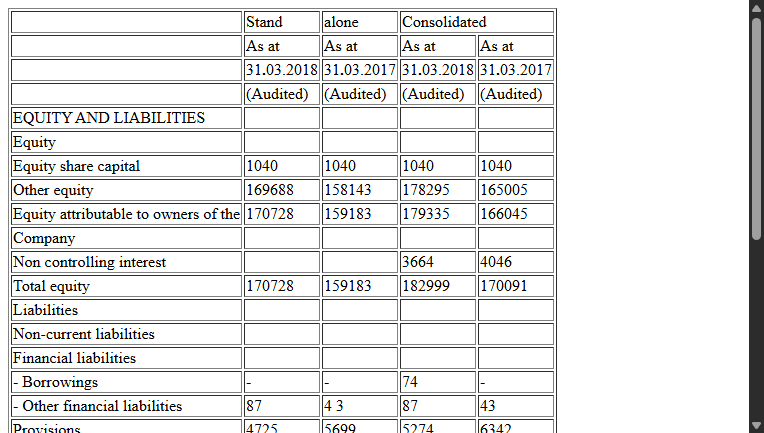 Stand alone Consolidated
As at As at As at As at
31.03.2018 31.03.2017 31.03.2018 31.03.2017
(Audited) (Audited) (Audited) (Audited)
EQUITY AND LIABILITIES
Equity
Equity share capital 1040 1040 1040 1040
Other equity 169688 158143 178295 165005
Equity attributable to owners of the 170728 159183 179335 166045
Company
Non controlling interest 3664 4046
Total equity 170728 159183 182999 170091
Liabilities
Non-current liabilities
Financial liabilities
- Borrowings - - 74 -
- Other financial liabilities 87 4 3 87 43
Provisions 4725 5699 5274 6342